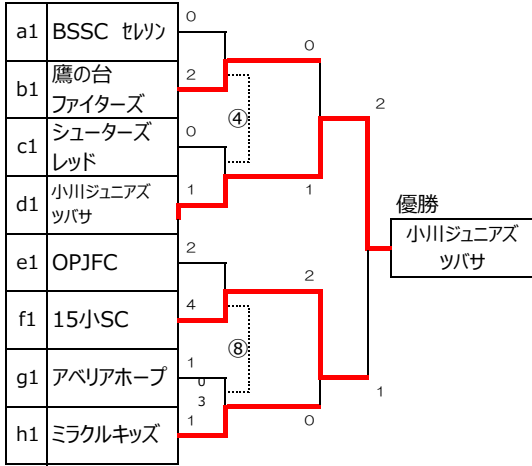 a1 BSSC セレソン
0
b1 鷹の台
ファイターズ
2
0
④
c1 シューターズ
レッド
0
d1 小川ジュニアズ
ツバサ
1
1
2
優勝
小川ジュニアズ
ツバサ
e1 OPJFC
2
f1 15小SC
4
2
⑧
g1 アベリアホープ
1
0
3
h1 ミラクルキッズ
1
0
1